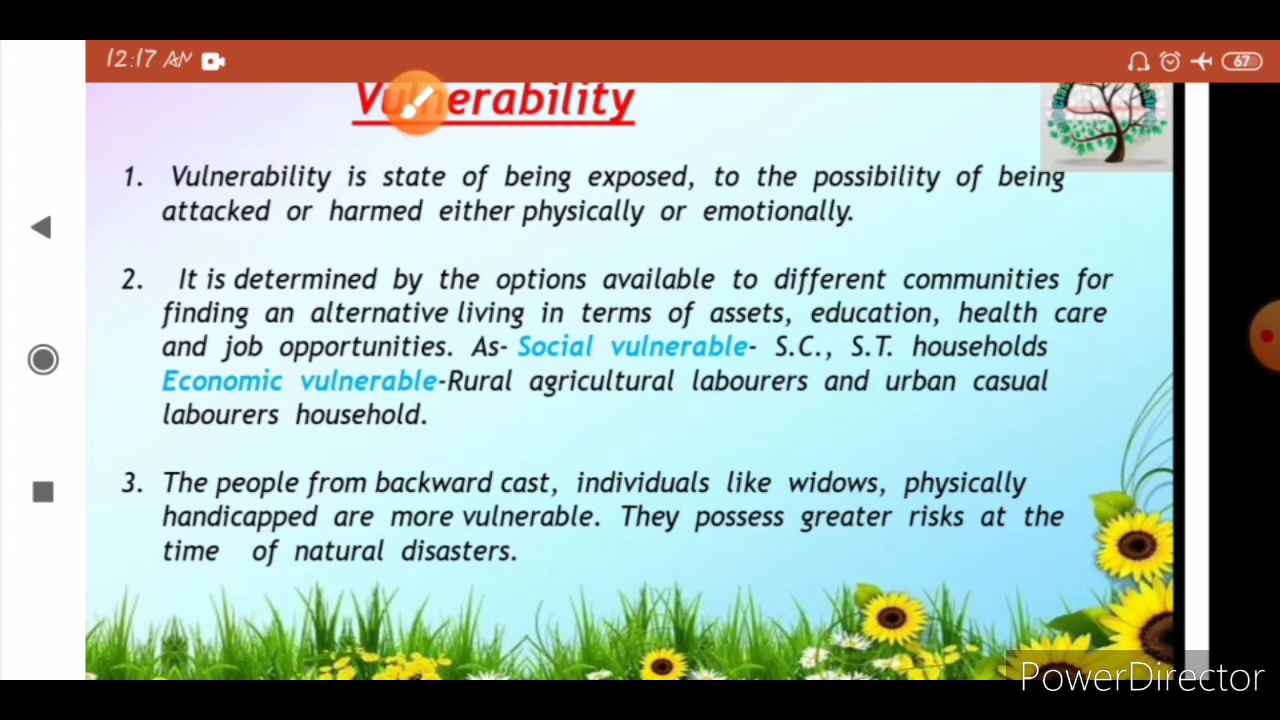 12:17 AM
67
Vulnerability
1. Vulnerability is state of being exposed, to the possibility of being
attacked or harmed either physically or emotionally.
2. It is determined by the options available to different communities for
finding an alternative living in terms of assets, education, health care
and job opportunities. As- Social vulnerable- S.C., S.T. households
Economic vulnerable-Rural agricultural labourers and urban casual
labourers household.
3. The people from backward cast, individuals like widows, physically
handicapped are more vulnerable. They possess greater risks at the
time of natural disasters.
PowerDirector